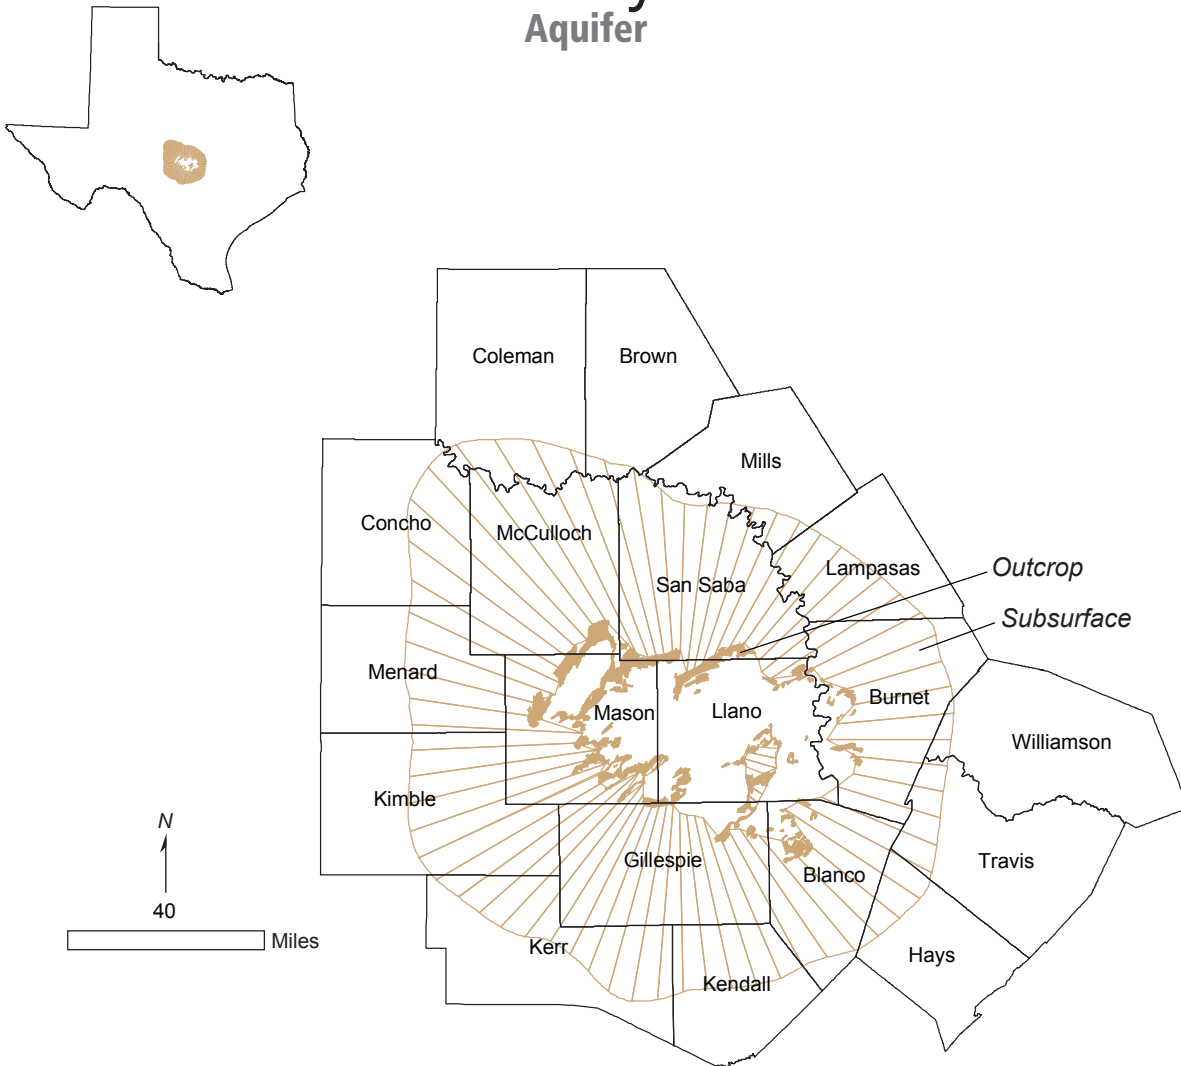 Aquifer
Coleman
Brown
Mills
Concho
McCulloch
San Saba
Lampasas
Outcrop
Subsurface
Menard
Mason
Llano
Burnet
Williamson
Kimble
N
40
Miles
Gillespie
Blanco
Travis
Kerr
Kendall
Hays